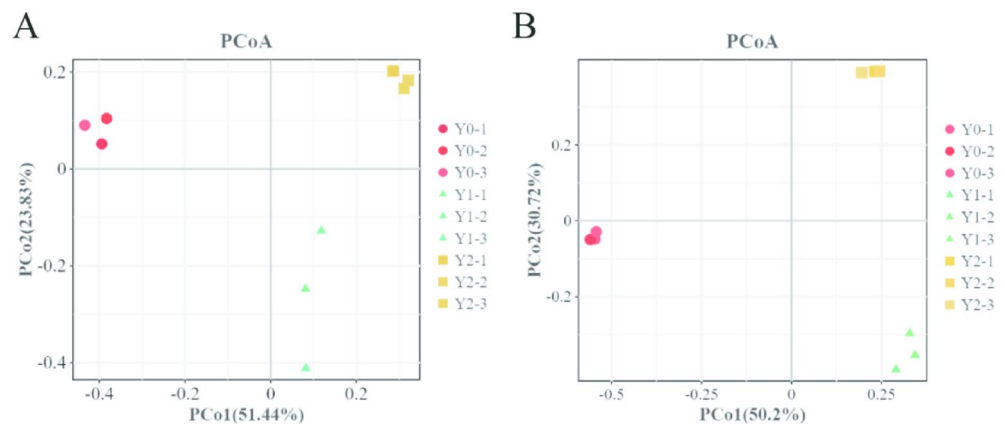 A
PCoA
0.2
0
-0.2
-0.4
-0.4
-0.2
0
0.2
PCo1(51.44%)
PCo2(23.83%)
Y0-1
Y0-2
Y0-3
Y1-1
Y1-2
Y1-3
Y2-1
Y2-2
Y2-3
B
PCoA
0.2
0
-0.2
-0.5
-0.25
0
0.25
PCo1(50.2%)
PCo2(30.72%)
Y0-1
Y0-2
Y0-3
Y1-1
Y1-2
Y1-3
Y2-1
Y2-2
Y2-3